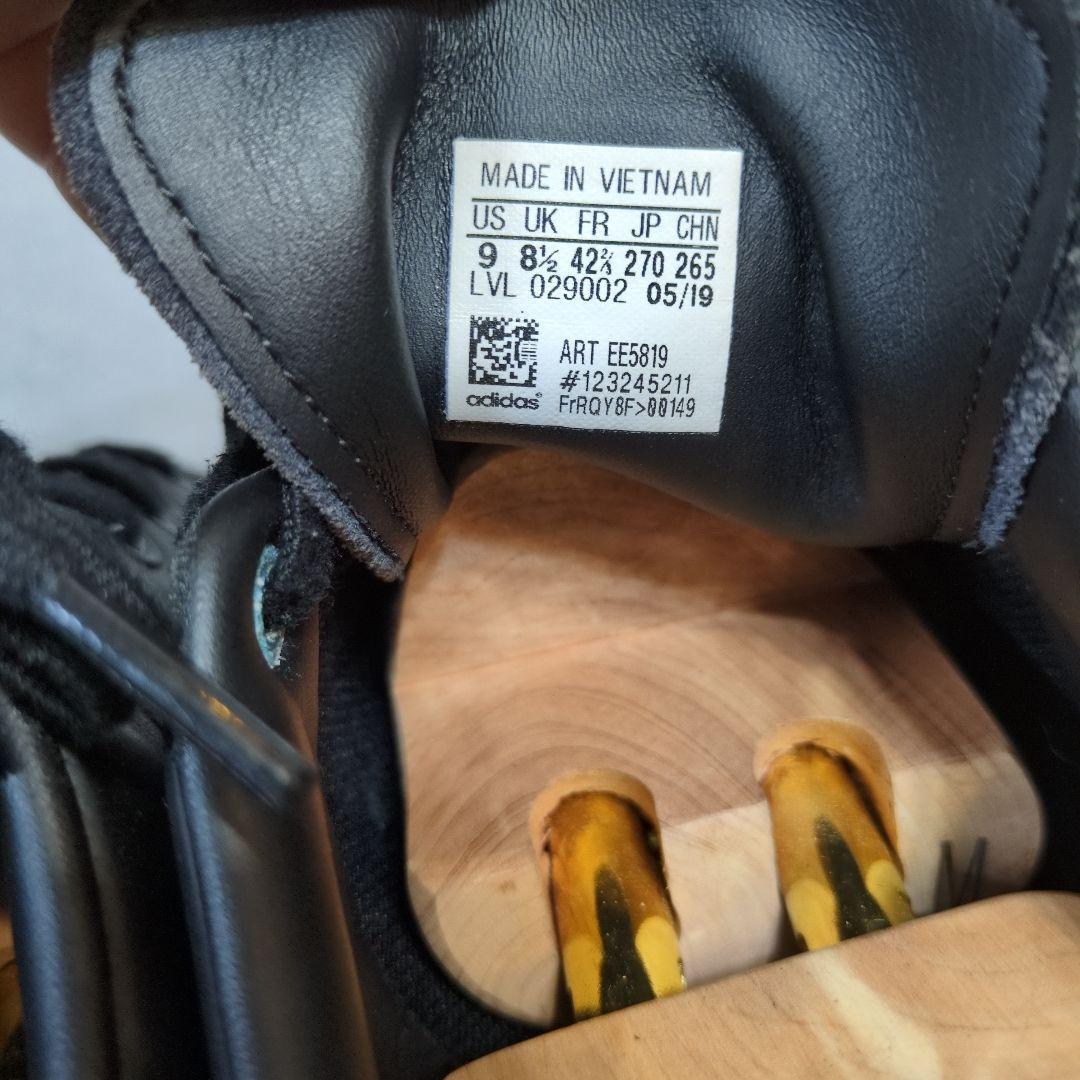 MADE IN VIETNAM
US UK FR JP CHN
9 8½ 42⅔ 270 265
LVL 029002 05/19
ART EE5819
#123245211
adidas® FrRQY8F>00149
M